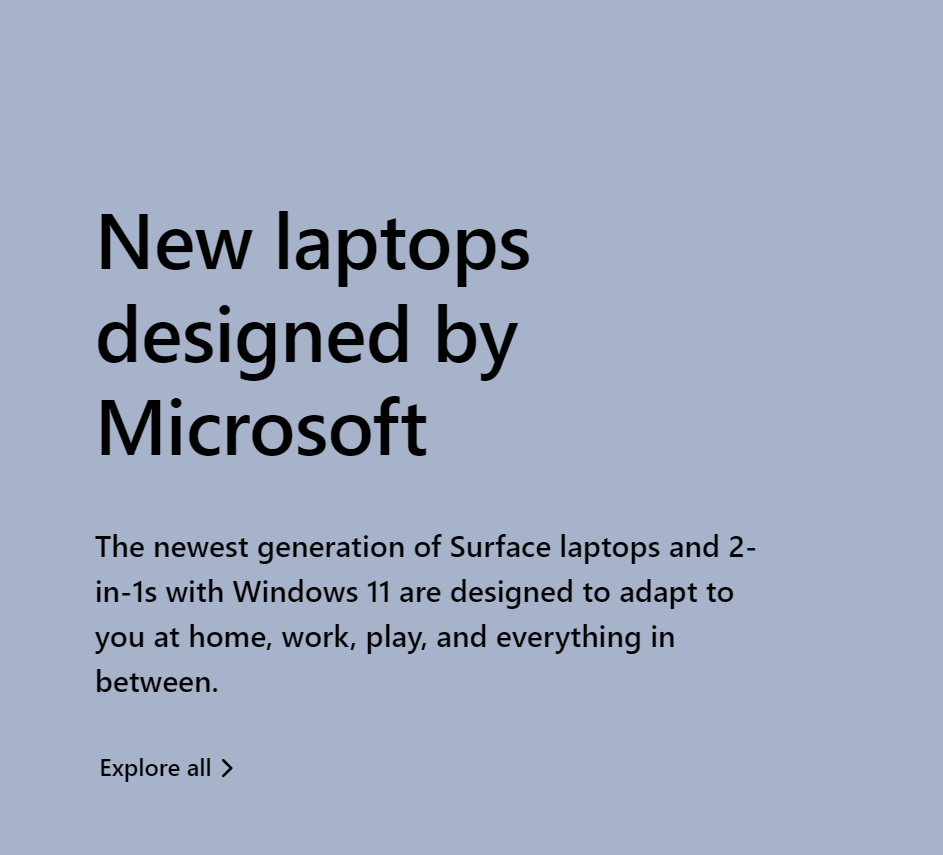 New laptops
designed by
Microsoft
The newest generation of Surface laptops and 2-
in-1s with Windows 11 are designed to adapt to
you at home, work, play, and everything in
between.
Explore all